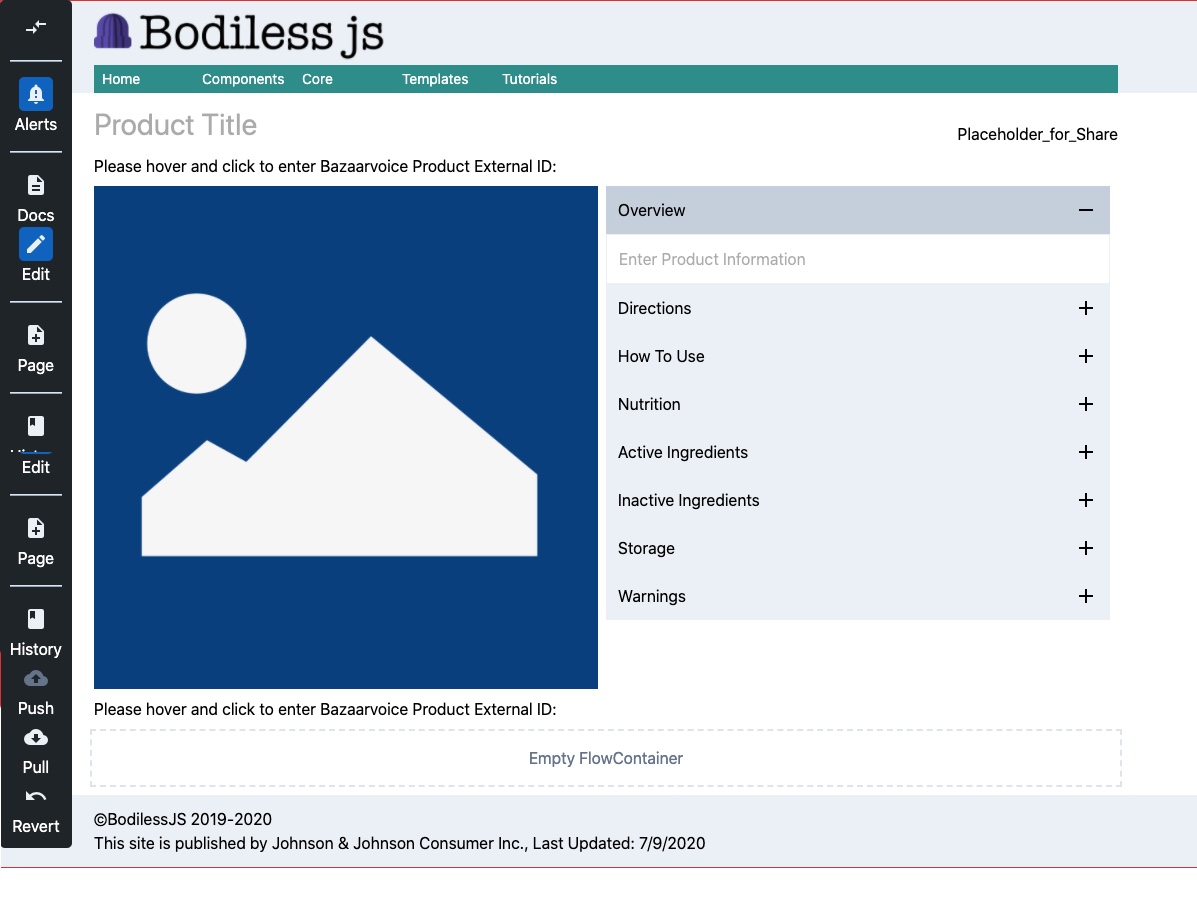 Bodiless js
Home Components Core Templates Tutorials
Alerts
Docs
Edit
Page
Edit
Page
History
Push
Pull
Revert
Product Title
Placeholder_for_Share
Please hover and click to enter Bazaarvoice Product External ID:
Overview
Enter Product Information
Directions
How To Use
Nutrition
Active Ingredients
Inactive Ingredients
Storage
Warnings
Please hover and click to enter Bazaarvoice Product External ID:
Empty FlowContainer
©BodilessJS 2019-2020
This site is published by Johnson & Johnson Consumer Inc., Last Updated: 7/9/2020